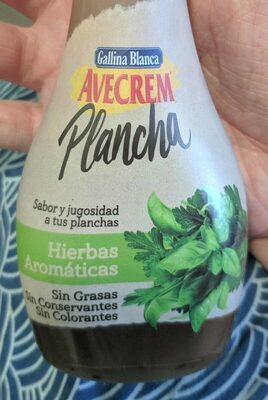 Gallina Blanca
AVECREM
Plancha
Sabor y jugosidad
a tus planchas
Hierbas
Aromáticas
Sin Grasas
Sin Conservantes
Sin Colorantes